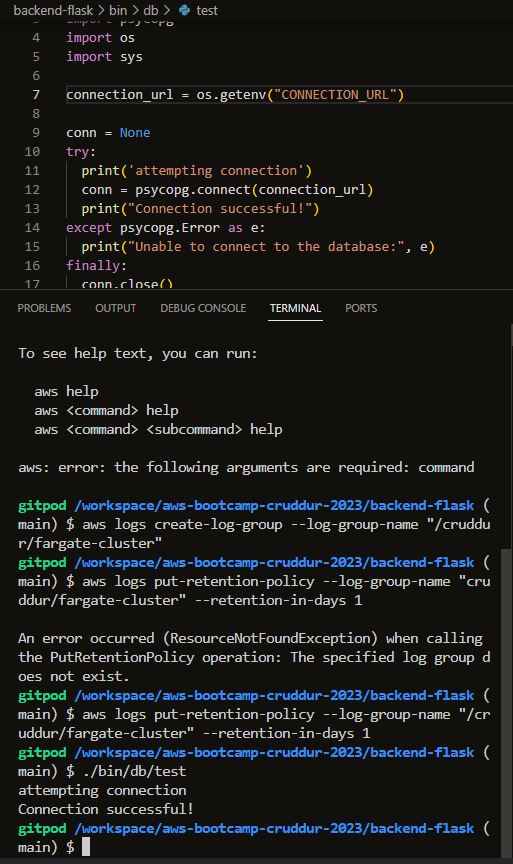 backend-flask > bin > db > test
3 import psycopg
4 import os
5 import sys
6
7 connection_url = os.getenv("CONNECTION_URL")
8
9 conn = None
10 try:
11   print('attempting connection')
12   conn = psycopg.connect(connection_url)
13   print("Connection successful!")
14 except psycopg.Error as e:
15   print("Unable to connect to the database:", e)
16 finally:
17   conn.close()
PROBLEMS OUTPUT DEBUG CONSOLE TERMINAL PORTS
To see help text, you can run:
  aws help
  aws <command> help
  aws <command> <subcommand> help
aws: error: the following arguments are required: command
gitpod /workspace/aws-bootcamp-cruddur-2023/backend-flask (
main) $ aws logs create-log-group --log-group-name "/cruddu
r/fargate-cluster"
gitpod /workspace/aws-bootcamp-cruddur-2023/backend-flask (
main) $ aws logs put-retention-policy --log-group-name "cru
ddur/fargate-cluster" --retention-in-days 1
An error occurred (ResourceNotFoundException) when calling
the PutRetentionPolicy operation: The specified log group d
oes not exist.
gitpod /workspace/aws-bootcamp-cruddur-2023/backend-flask (
main) $ aws logs put-retention-policy --log-group-name "/cr
uddur/fargate-cluster" --retention-in-days 1
gitpod /workspace/aws-bootcamp-cruddur-2023/backend-flask (
main) $ ./bin/db/test
attempting connection
Connection successful!
gitpod /workspace/aws-bootcamp-cruddur-2023/backend-flask (
main) $